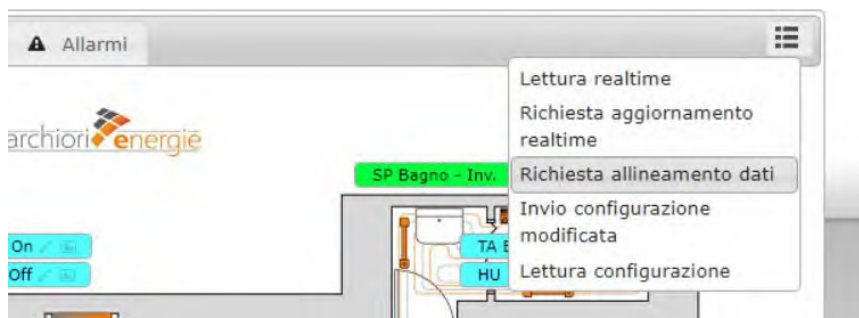 Allarmi
Lettura realtime
Richiesta aggiornamento
realtime
archiori energie
SP Bagno - Inv.
Richiesta allineamento dati
Invio configurazione
modificata
On
TA
Off
HU
Lettura configurazione